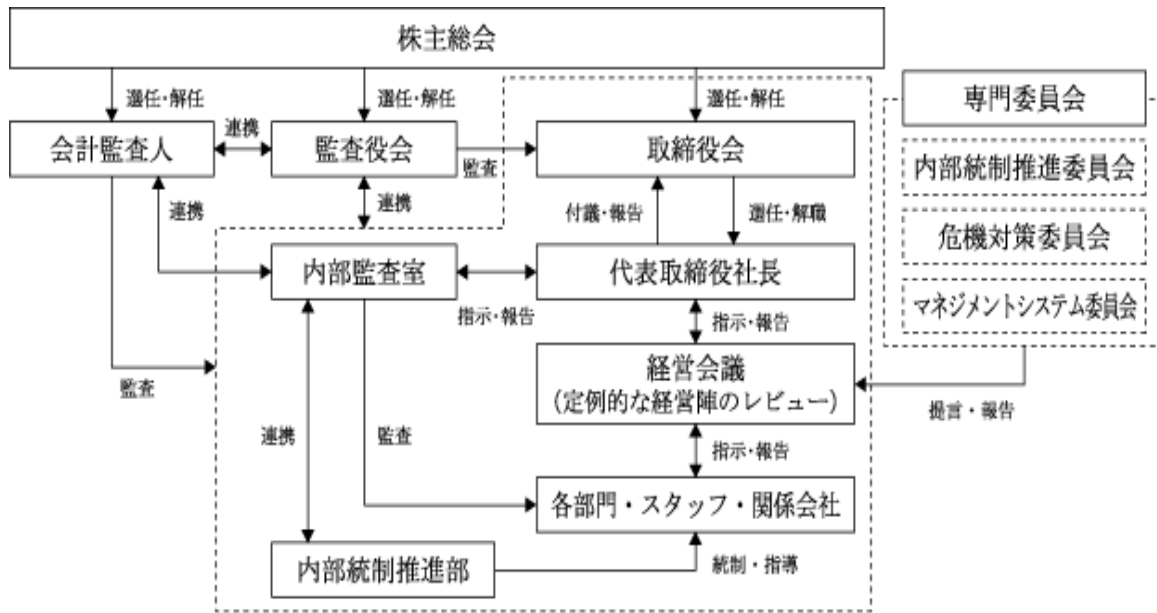 株主総会
選任・解任
選任・解任
選任・解任
専門委員会
会計監査人
連携
監査役会
監査
取締役会
内部統制推進委員会
連携
連携
付議・報告
選任・解職
危機対策委員会
内部監査室
指示・報告
代表取締役社長
マネジメントシステム委員会
指示・報告
監査
経営会議
(定例的な経営陣のレビュー)
提言・報告
連携
監査
指示・報告
各部門・スタッフ・関係会社
内部統制推進部
統制・指導